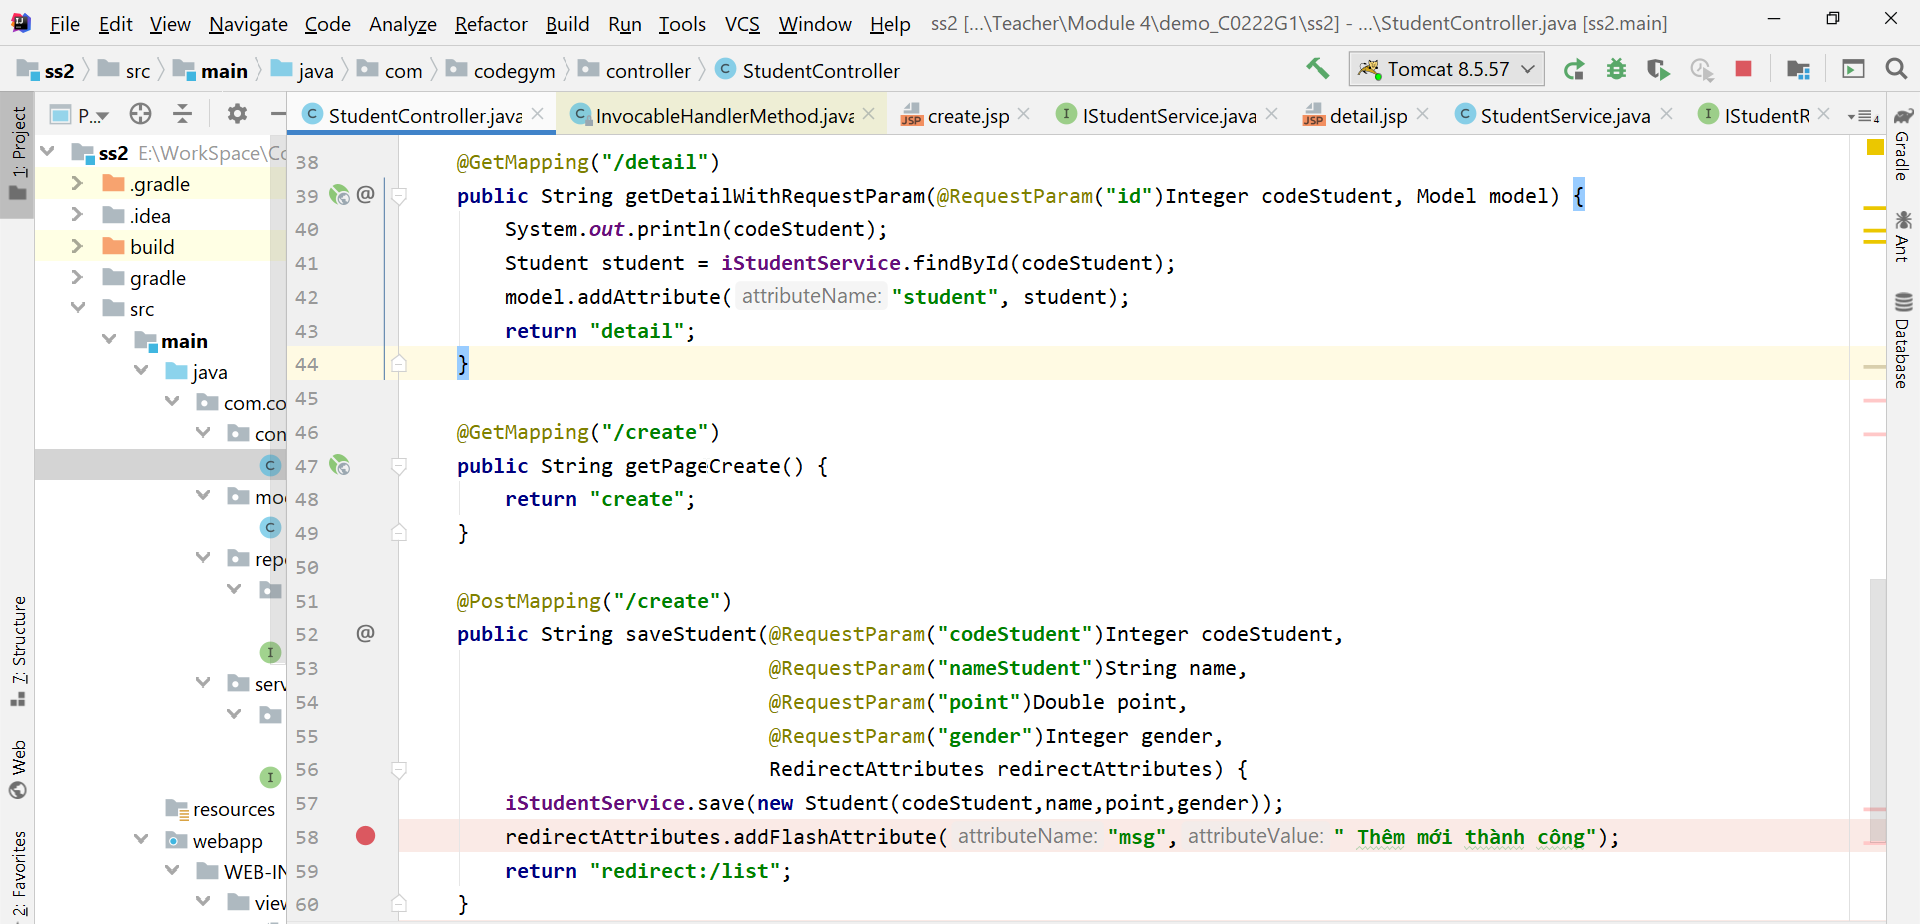 File Edit View Navigate Code Analyze Refactor Build Run Tools VCS Window Help ss2 [...\Teacher\Module 4\demo_C0222G1\ss2] - ...\StudentController.java [ss2.main]
ss2 src main java com codegym controller StudentController Tomcat 8.5.57
P... StudentController.java InvocableHandlerMethod.java create.jsp IStudentService.java detail.jsp StudentService.java IStudentR 4
1: Project
7: Structure
Web
2: Favorites
ss2 E:\WorkSpace\Co
.gradle
.idea
build
gradle
src
main
java
com.co
con
mod
repo
serv
resources
webapp
WEB-IN
view
38 @GetMapping("/detail")
39 @ public String getDetailWithRequestParam(@RequestParam("id")Integer codeStudent, Model model) {
40 System.out.println(codeStudent);
41 Student student = iStudentService.findById(codeStudent);
42 model.addAttribute( attributeName: "student", student);
43 return "detail";
44 }
45
46 @GetMapping("/create")
47 public String getPageCreate() {
48 return "create";
49 }
50
51 @PostMapping("/create")
52 @ public String saveStudent(@RequestParam("codeStudent")Integer codeStudent,
53 @RequestParam("nameStudent")String name,
54 @RequestParam("point")Double point,
55 @RequestParam("gender")Integer gender,
56 RedirectAttributes redirectAttributes) {
57 iStudentService.save(new Student(codeStudent,name,point,gender));
58 redirectAttributes.addFlashAttribute( attributeName: "msg", attributeValue: " Thêm mới thành công");
59 return "redirect:/list";
60 }
Gradle
Ant
Database